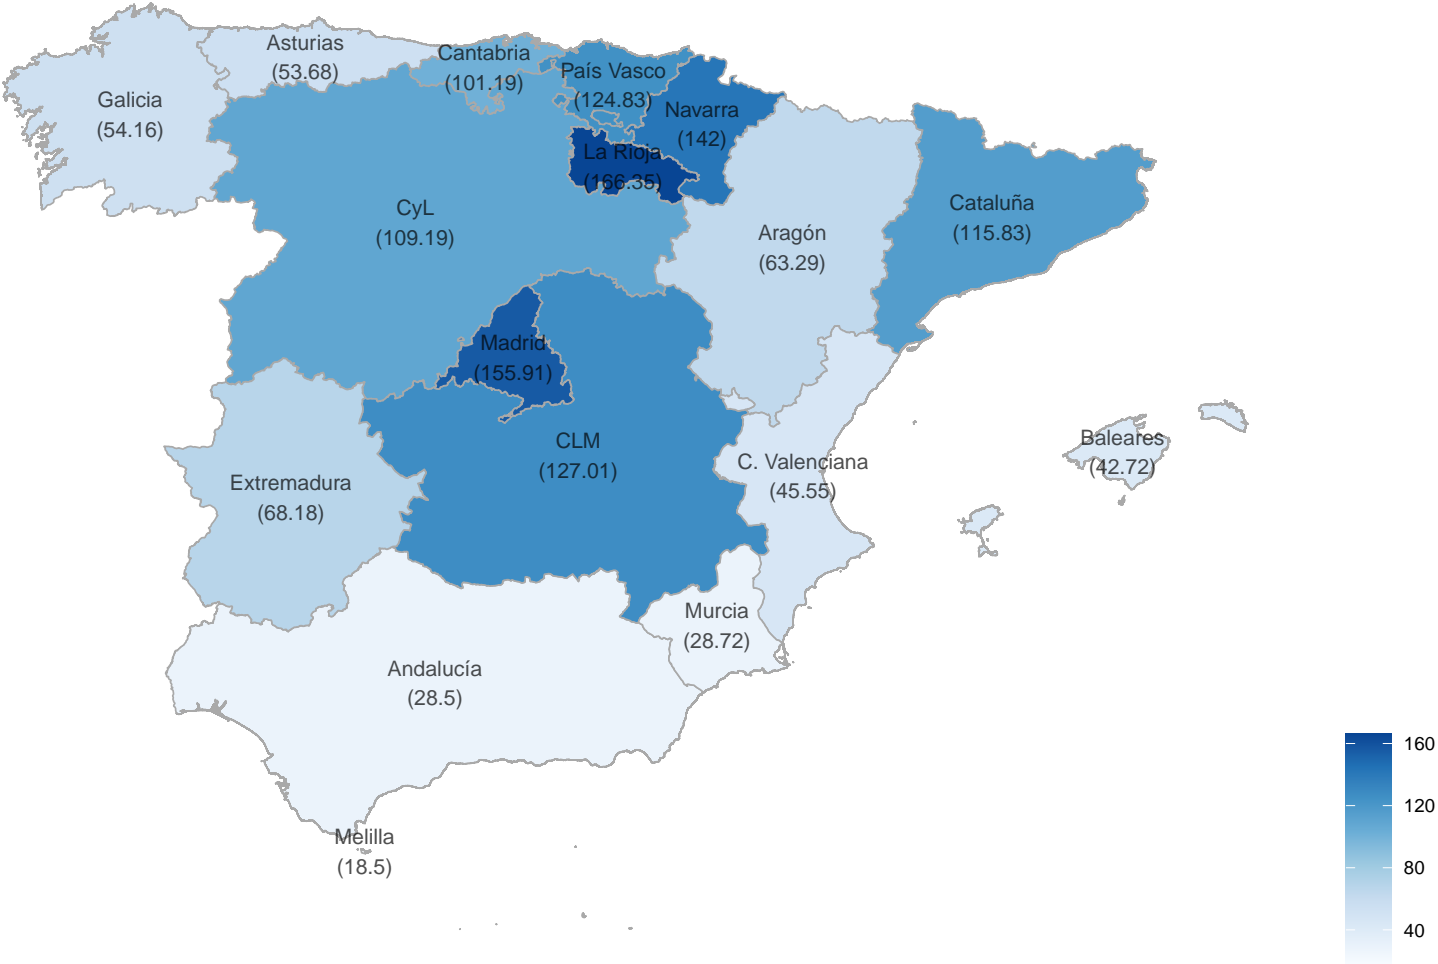 Asturias
(53.68)
Cantabria
(101.19)
País Vasco
(124.83)
Galicia
(54.16)
Navarra
(142)
La Rioja
(166.35)
CyL
(109.19)
Aragón
(63.29)
Cataluña
(115.83)
Madrid
(155.91)
CLM
(127.01)
C. Valenciana
(45.55)
Baleares
(42.72)
Extremadura
(68.18)
Murcia
(28.72)
Andalucía
(28.5)
Melilla
(18.5)
160
120
80
40